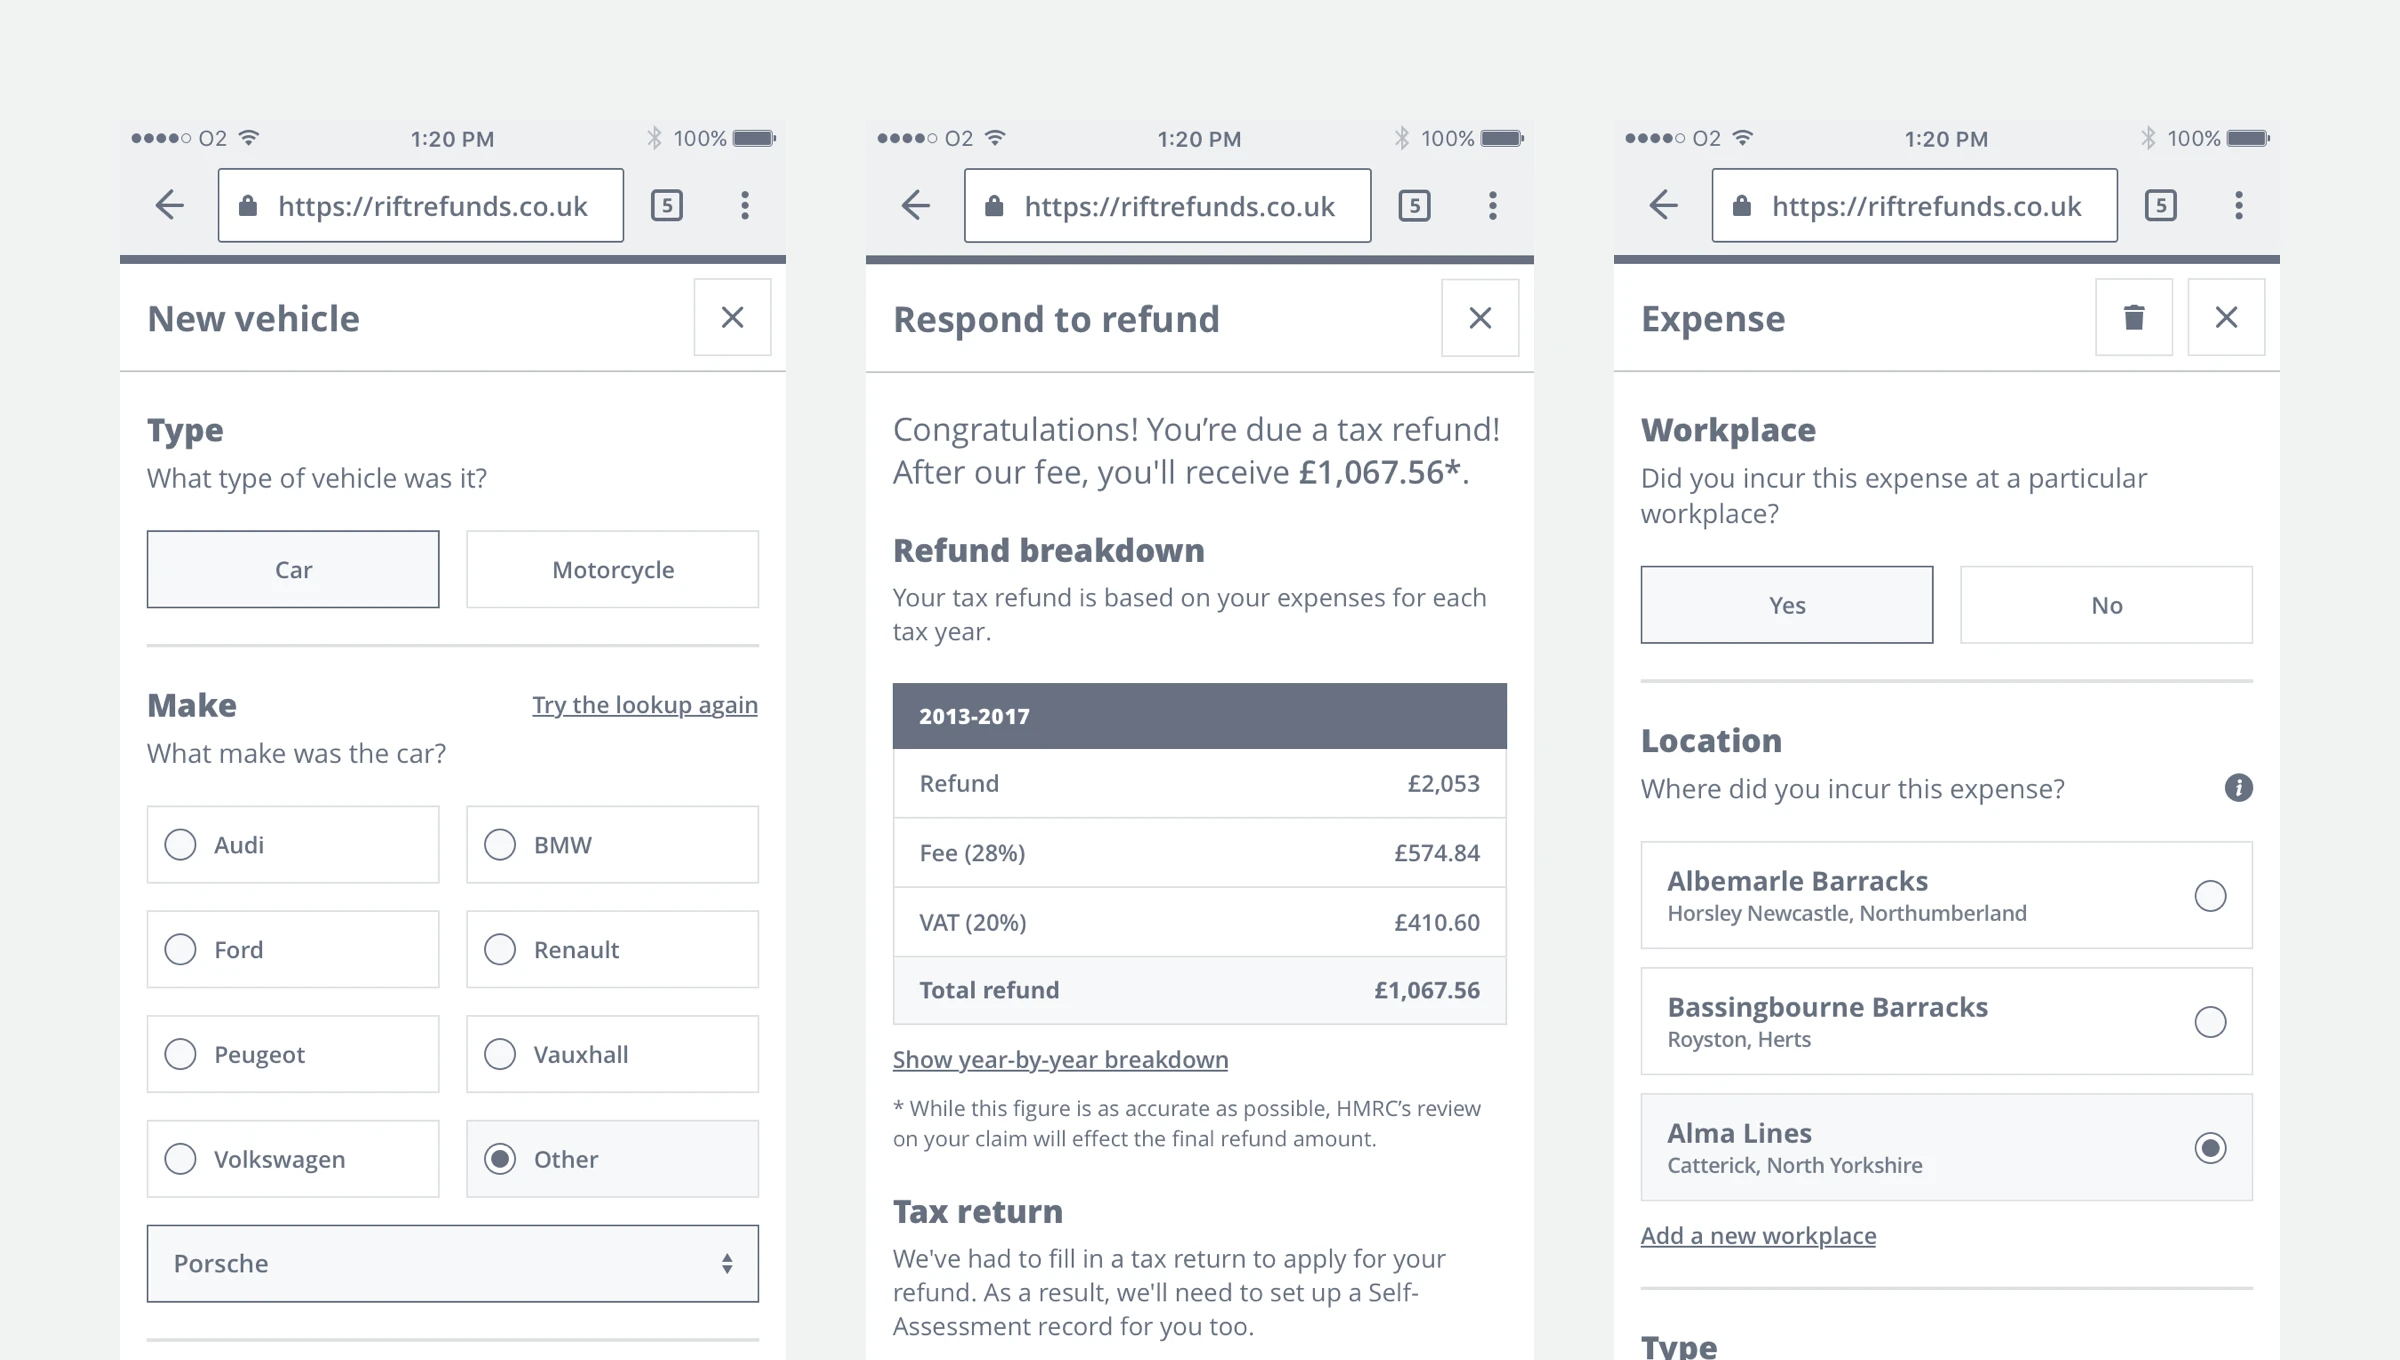 O2 1:20 PM 100%
https://riftrefunds.co.uk 5
New vehicle
Type
What type of vehicle was it?
Car Motorcycle
Make Try the lookup again
What make was the car?
Audi BMW
Ford Renault
Peugeot Vauxhall
Volkswagen Other
Porsche
O2 1:20 PM 100%
https://riftrefunds.co.uk 5
Respond to refund
Congratulations! You’re due a tax refund!
After our fee, you'll receive £1,067.56*.
Refund breakdown
Your tax refund is based on your expenses for each
tax year.
2013-2017
Refund £2,053
Fee (28%) £574.84
VAT (20%) £410.60
Total refund £1,067.56
Show year-by-year breakdown
* While this figure is as accurate as possible, HMRC’s review
on your claim will effect the final refund amount.
Tax return
We've had to fill in a tax return to apply for your
refund. As a result, we'll need to set up a Self-
Assessment record for you too.
O2 1:20 PM 100%
https://riftrefunds.co.uk 5
Expense
Workplace
Did you incur this expense at a particular
workplace?
Yes No
Location
Where did you incur this expense? i
Albemarle Barracks
Horsley Newcastle, Northumberland
Bassingbourne Barracks
Royston, Herts
Alma Lines
Catterick, North Yorkshire
Add a new workplace
Type